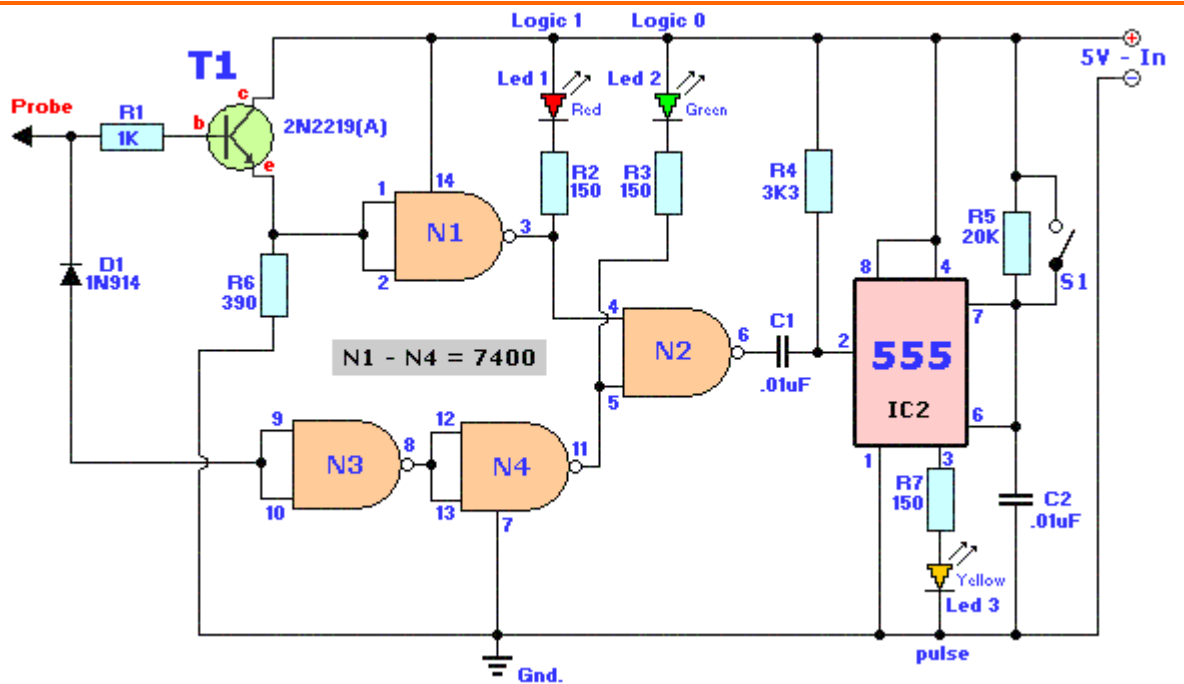 Logic 1 Logic 0
5V - In
T1
Led 1 Led 2
Red Green
Probe
R1
1K
c
b
e
2N2219(A)
14
R2
150
R3
150
R4
3K3
1
2
N1
3
R5
20K
S1
D1
1N914
R6
390
8 4
7
4
5
N2
6
C1
.01uF
2
555
IC2
6
N1 - N4 = 7400
9
10
N3
8
12
13
N4
11
7
1 3
R7
150
C2
.01uF
Yellow
Led 3
pulse
Gnd.